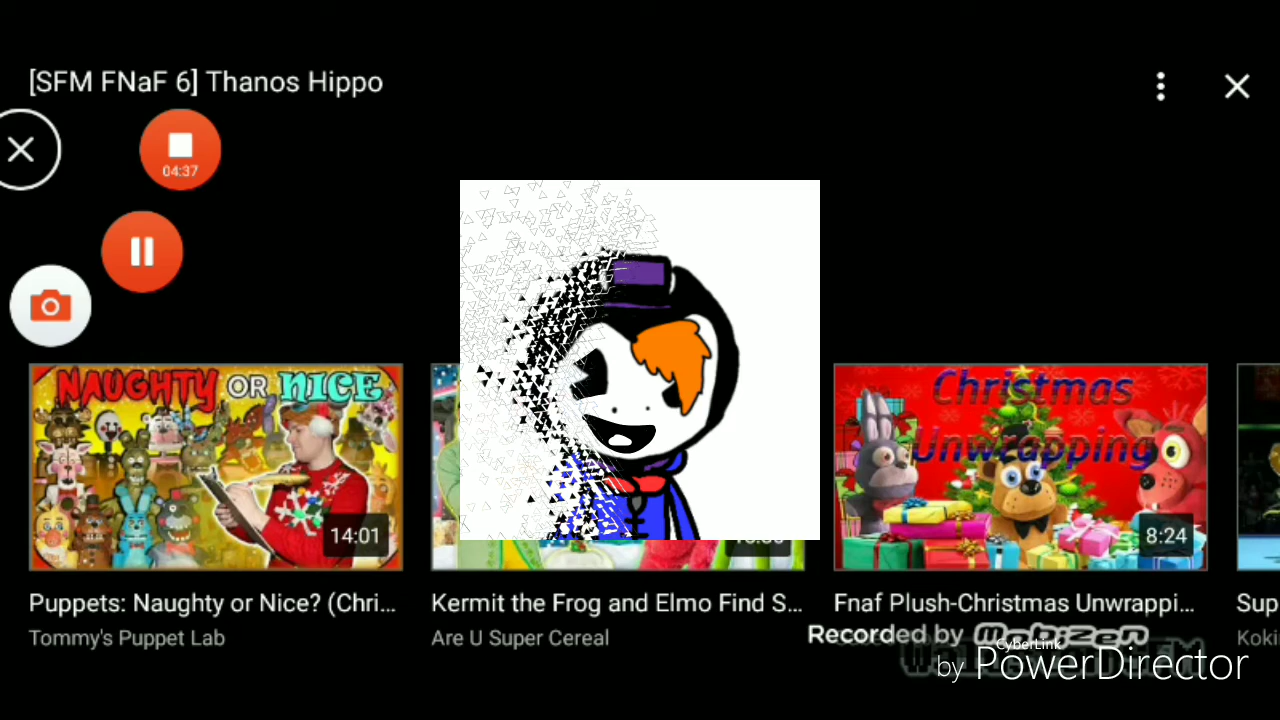 [SFM FNaF 6] Thanos Hippo
04:37
NAUGHTY OR NICE
14:01
Christmas
Unwrapping
8:24
Puppets: Naughty or Nice? (Chri...
Kermit the Frog and Elmo Find S...
Fnaf Plush-Christmas Unwrappi...
Sup
Tommy's Puppet Lab
Are U Super Cereal
Koki
Recorded by Mobizen
CyberLink
by PowerDirector